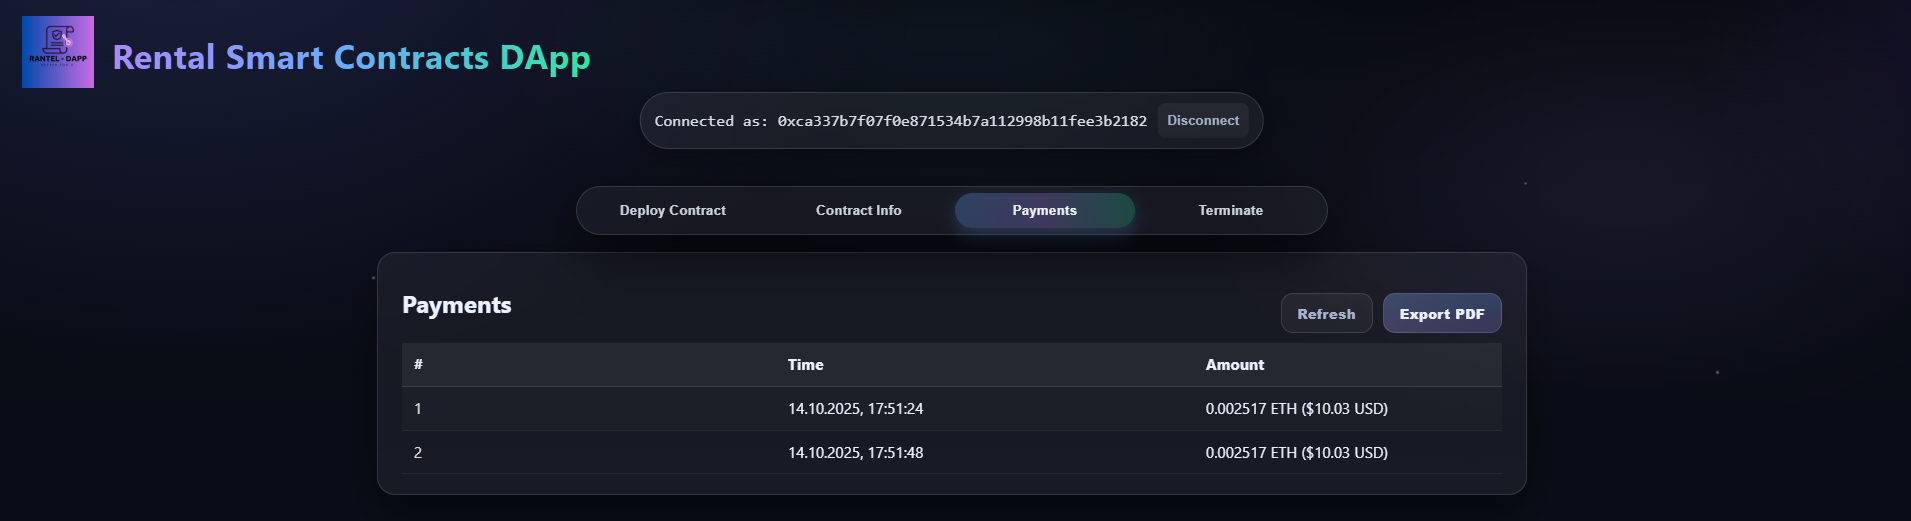 RANTEL - DAPP
Rental Smart Contracts DApp
Connected as: 0xca337b7f07f0e871534b7a112998b11fee3b2182 Disconnect
Deploy Contract Contract Info Payments Terminate
Payments
Refresh Export PDF
# Time Amount
1 14.10.2025, 17:51:24 0.002517 ETH ($10.03 USD)
2 14.10.2025, 17:51:48 0.002517 ETH ($10.03 USD)